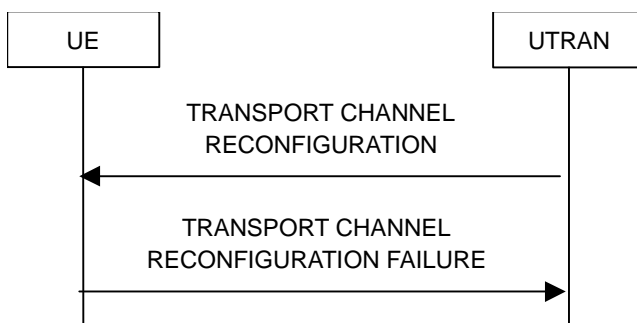 UE
UTRAN
TRANSPORT CHANNEL
RECONFIGURATION
TRANSPORT CHANNEL
RECONFIGURATION FAILURE